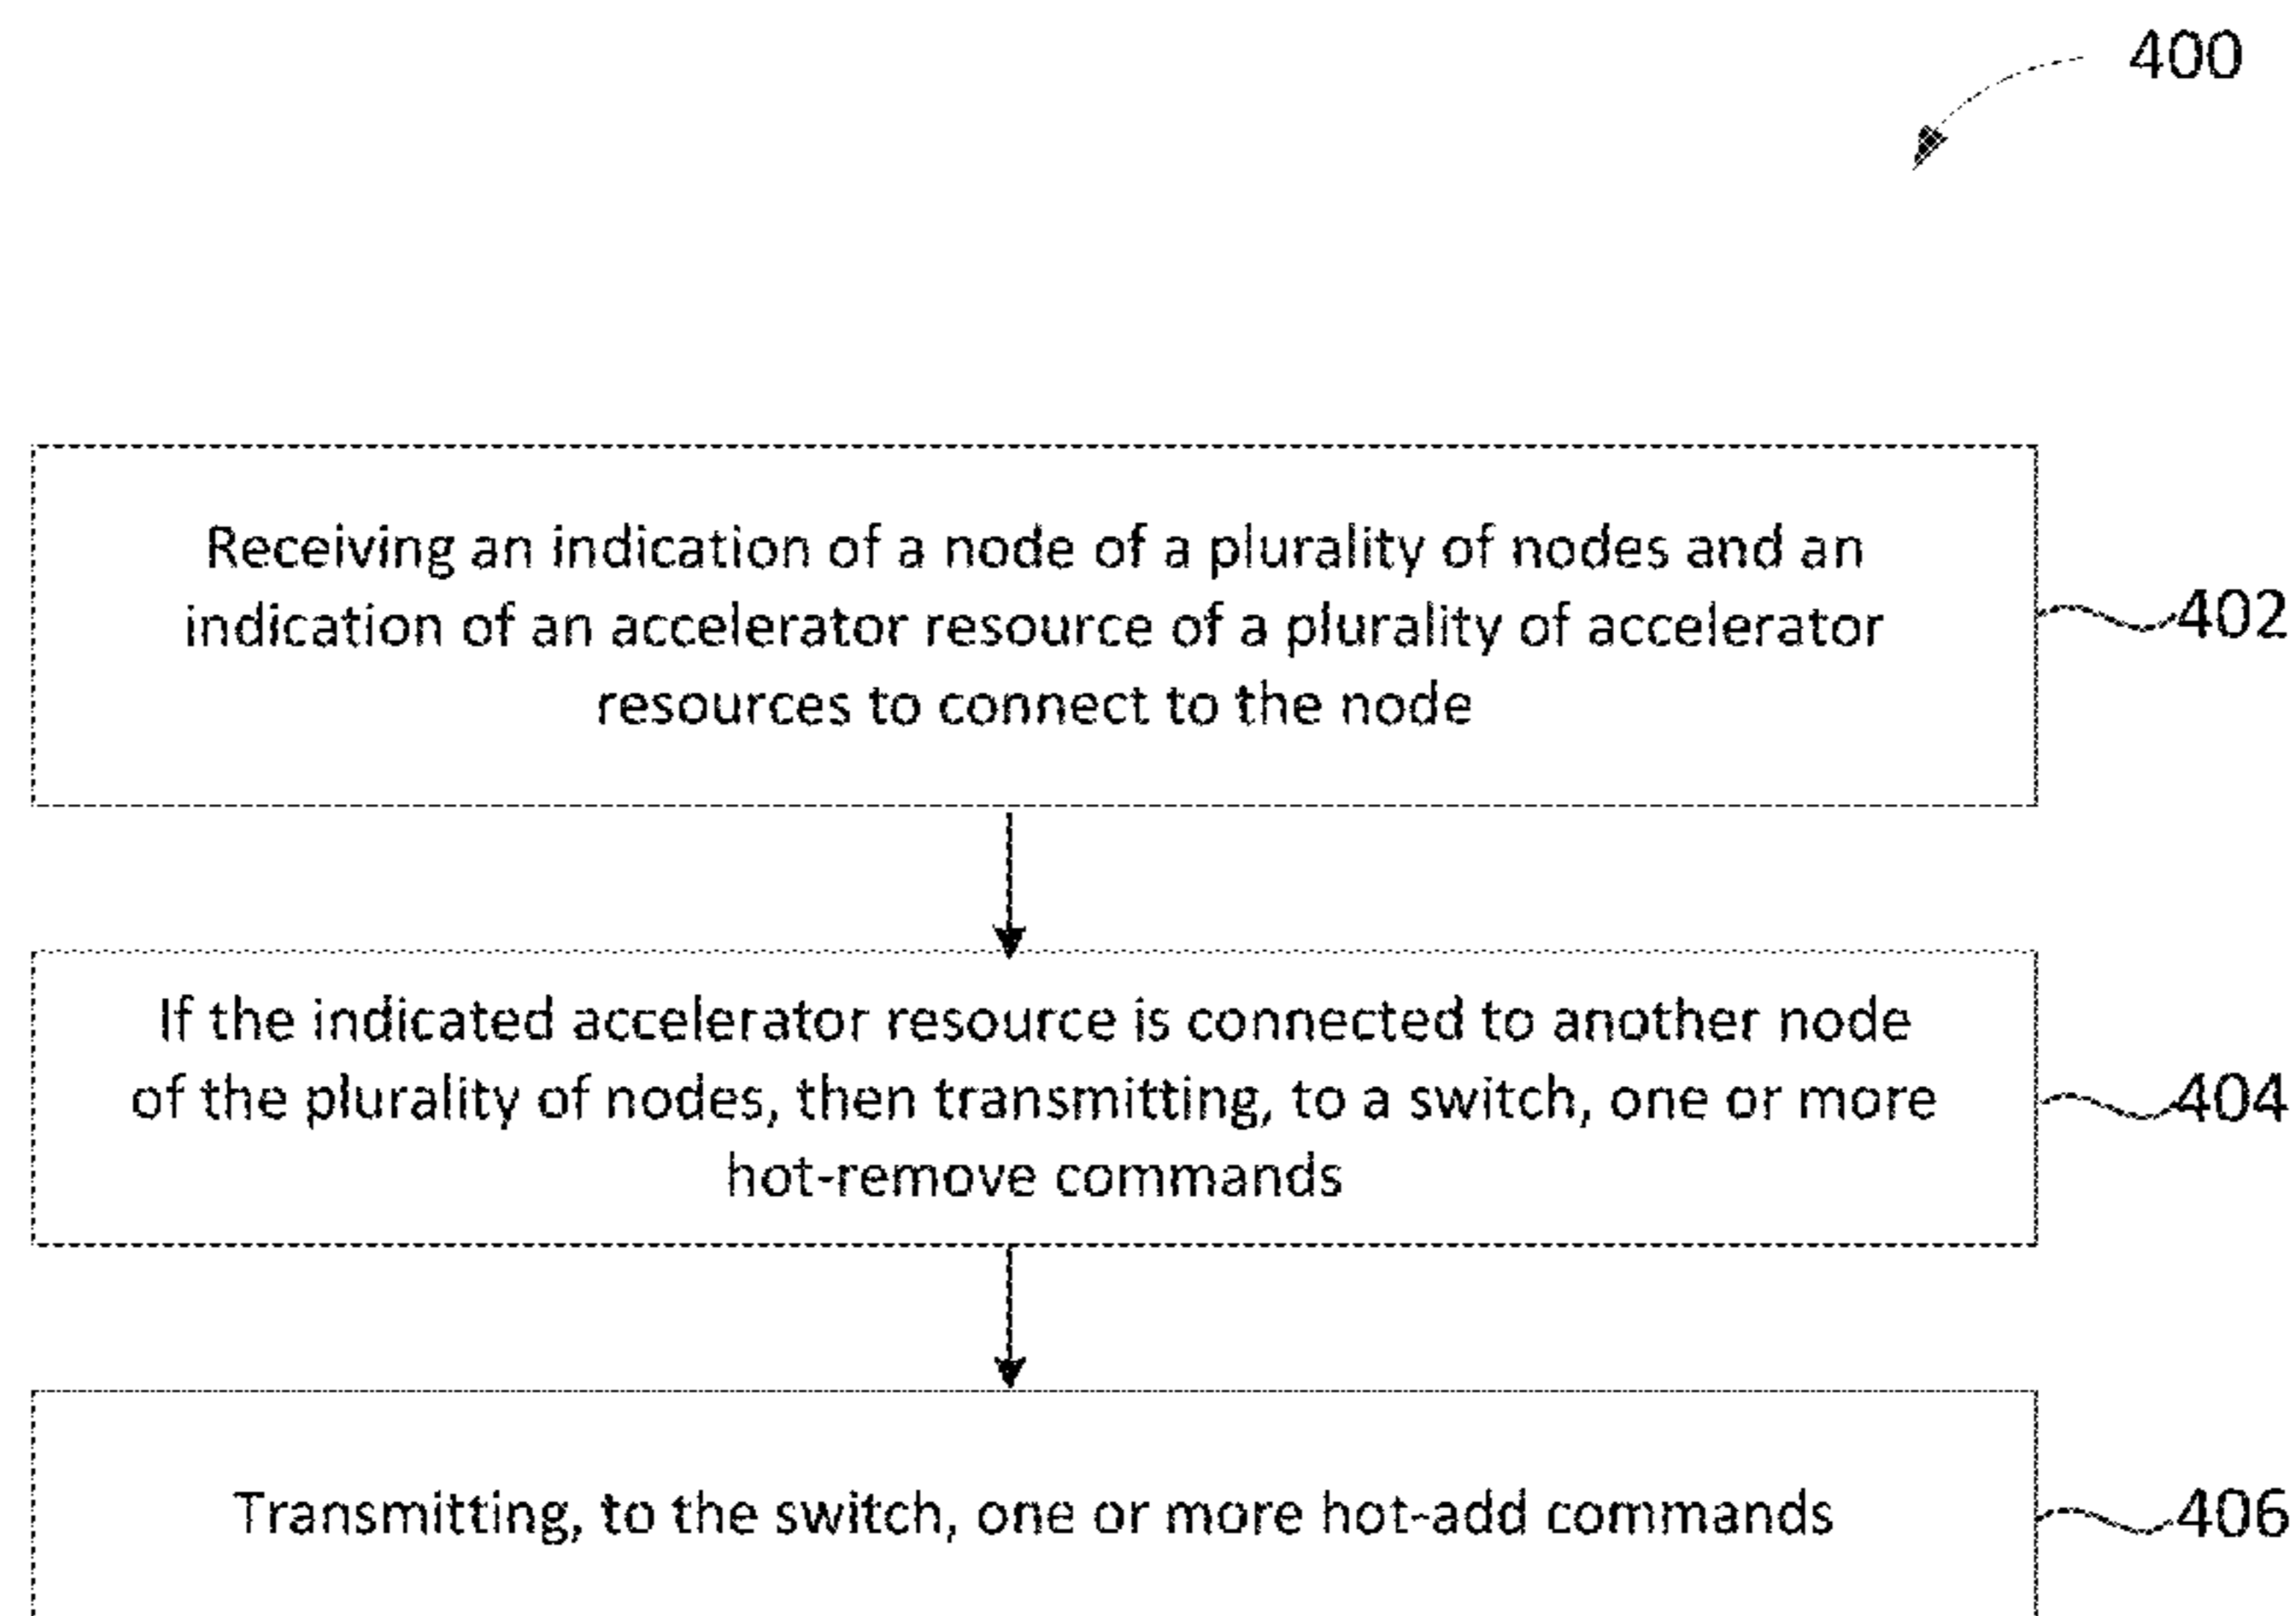 400
Receiving an indication of a node of a plurality of nodes and an
indication of an accelerator resource of a plurality of accelerator
resources to connect to the node
402
If the indicated accelerator resource is connected to another node
of the plurality of nodes, then transmitting, to a switch, one or more
hot-remove commands
404
Transmitting, to the switch, one or more hot-add commands
406